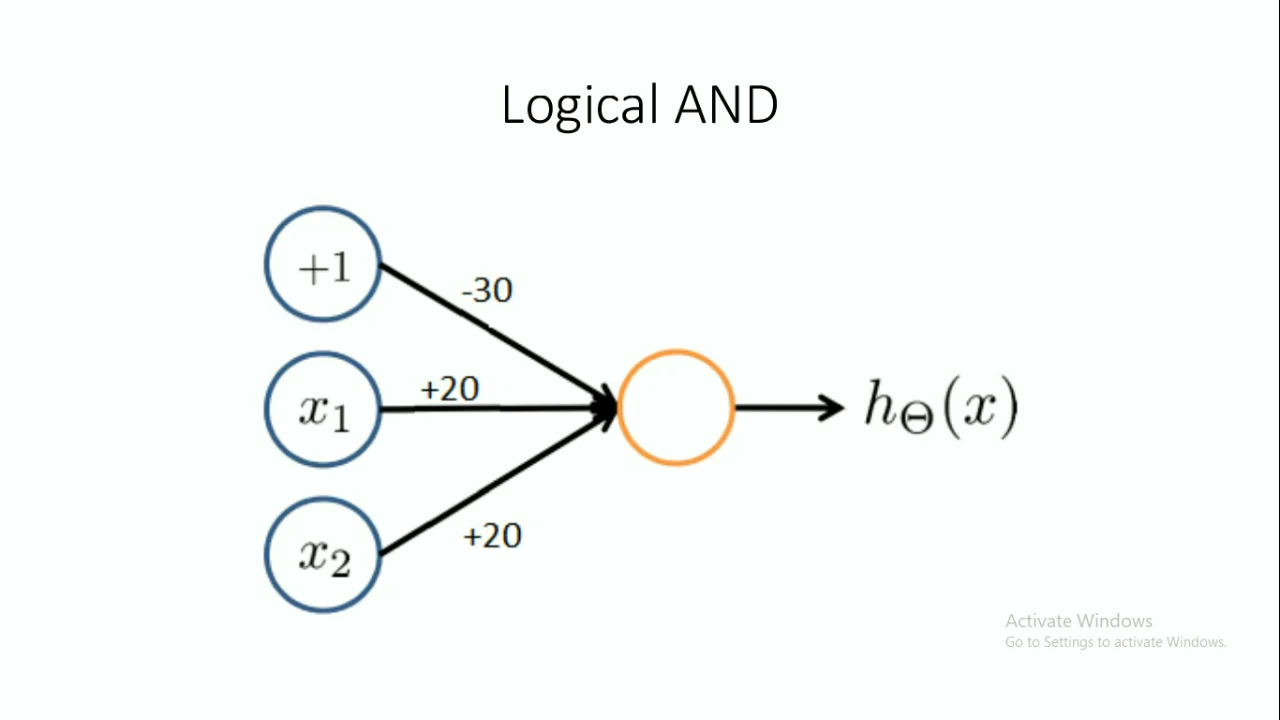 Logical AND
+1
-30
x₁
+20
h_Θ(x)
x₂
+20
Activate Windows
Go to Settings to activate Windows.